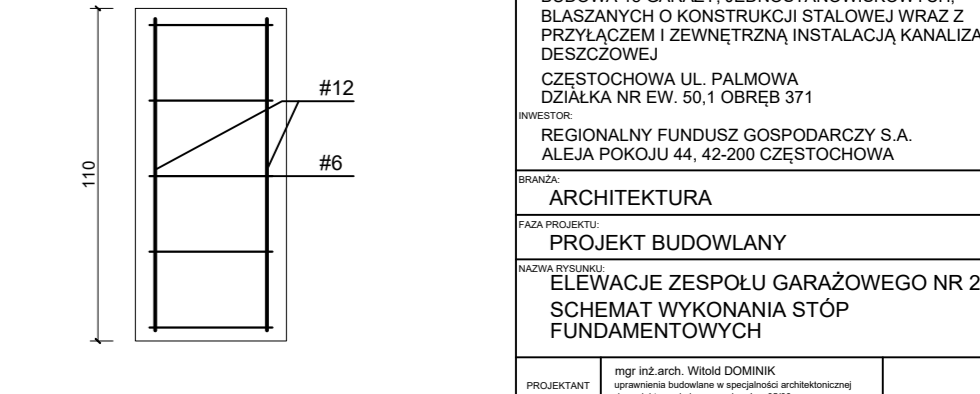 #12
#6
110
BLASZANYCH O KONSTRUKCJI STALOWEJ WRAZ Z
PRZYŁĄCZEM I ZEWNĘTRZNĄ INSTALACJĄ KANALIZA
DESZCZOWEJ
CZĘSTOCHOWA UL. PALMOWA
DZIAŁKA NR EW. 50,1 OBRĘB 371
INWESTOR:
REGIONALNY FUNDUSZ GOSPODARCZY S.A.
ALEJA POKOJU 44, 42-200 CZĘSTOCHOWA
BRANŻA:
ARCHITEKTURA
FAZA PROJEKTU:
PROJEKT BUDOWLANY
NAZWA RYSUNKU:
ELEWACJE ZESPOŁU GARAŻOWEGO NR 2
SCHEMAT WYKONANIA STÓP
FUNDAMENTOWYCH
PROJEKTANT
mgr inż.arch. Witold DOMINIK
uprawnienia budowlane w specjalności architektonicznej